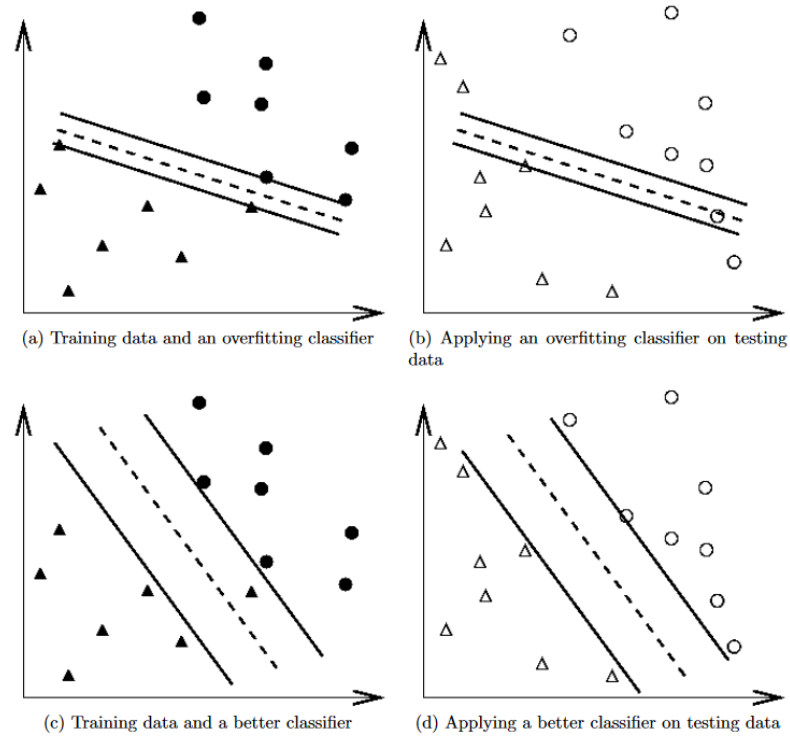 (a) Training data and an overfitting classifier
(b) Applying an overfitting classifier on testing
data
(c) Training data and a better classifier
(d) Applying a better classifier on testing data